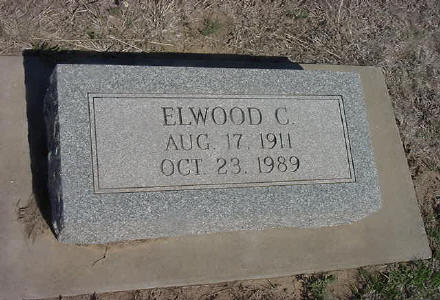 ELWOOD C.
AUG. 17. 1911
OCT. 23. 1989